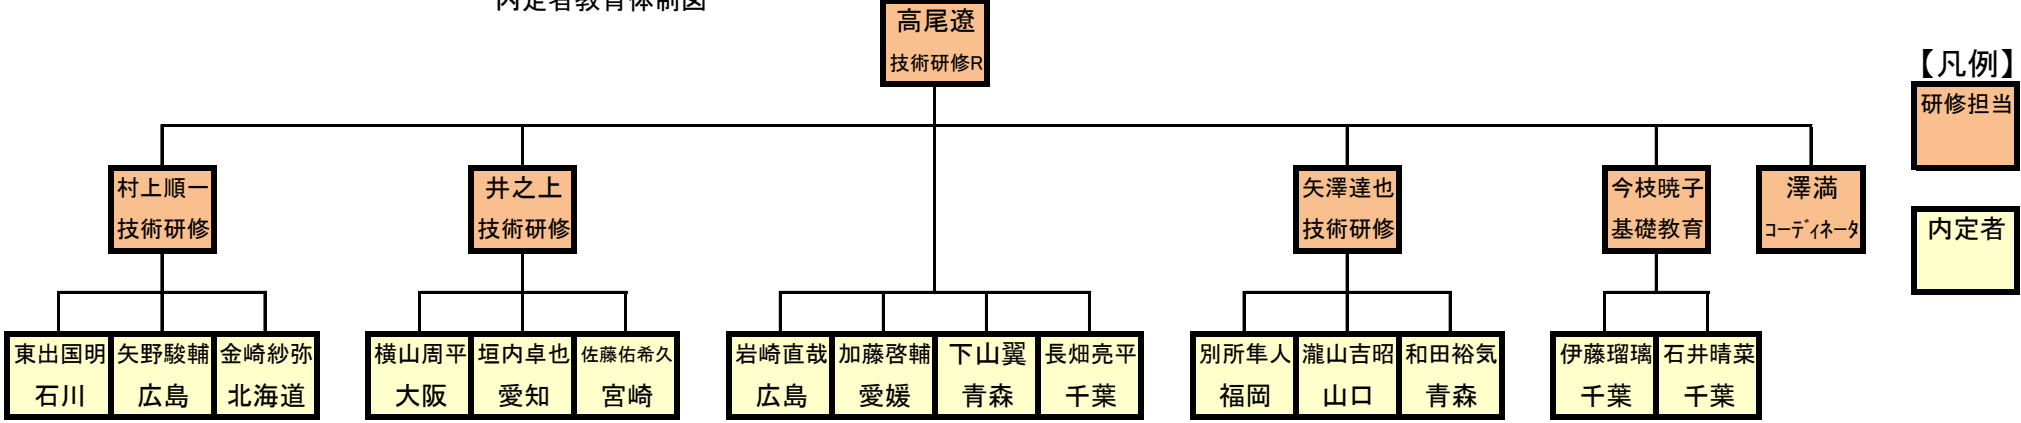 内定者教育体制図
高尾遼
技術研修R
【凡例】
研修担当
内定者
村上順一
技術研修
井之上
技術研修
矢澤達也
技術研修
今枝暁子
基礎教育
澤満
ｺｰﾃﾞｨﾈｰﾀ
東出国明
石川
矢野駿輔
広島
金崎紗弥
北海道
横山周平
大阪
垣内卓也
愛知
佐藤佑希久
宮崎
岩崎直哉
広島
加藤啓輔
愛媛
下山翼
青森
長畑亮平
千葉
別所隼人
福岡
瀧山吉昭
山口
和田裕気
青森
伊藤瑠璃
千葉
石井晴菜
千葉